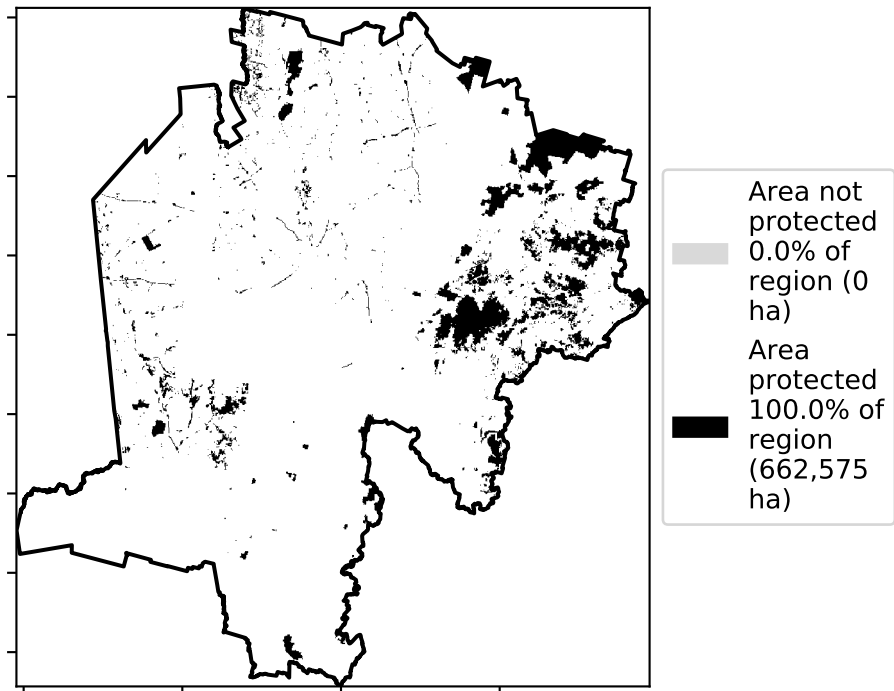 Area not
protected
0.0% of
region (0
ha)
Area
protected
100.0% of
region
(662,575
ha)